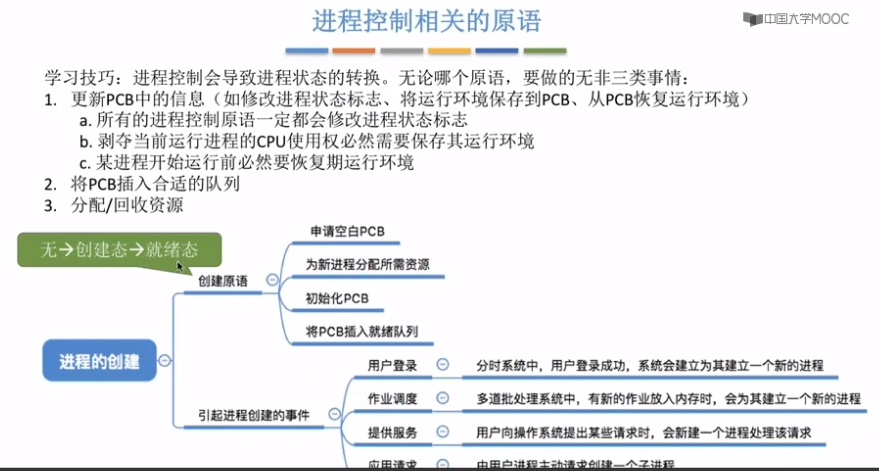 进程控制相关的原语
中国大学MOOC
学习技巧：进程控制会导致进程状态的转换。无论哪个原语，要做的无非三类事情：
1. 更新PCB中的信息（如修改进程状态标志、将运行环境保存到PCB、从PCB恢复运行环境）
a. 所有的进程控制原语一定都会修改进程状态标志
b. 剥夺当前运行进程的CPU使用权必然需要保存其运行环境
c. 某进程开始运行前必然要恢复期运行环境
2. 将PCB插入合适的队列
3. 分配/回收资源
无→创建态→就绪态
进程的创建
创建原语
申请空白PCB
为新进程分配所需资源
初始化PCB
将PCB插入就绪队列
引起进程创建的事件
用户登录
分时系统中，用户登录成功，系统会建立为其建立一个新的进程
作业调度
多道批处理系统中，有新的作业放入内存时，会为其建立一个新的进程
提供服务
用户向操作系统提出某些请求时，会新建一个进程处理该请求
应用请求
由用户进程主动请求创建一个子进程